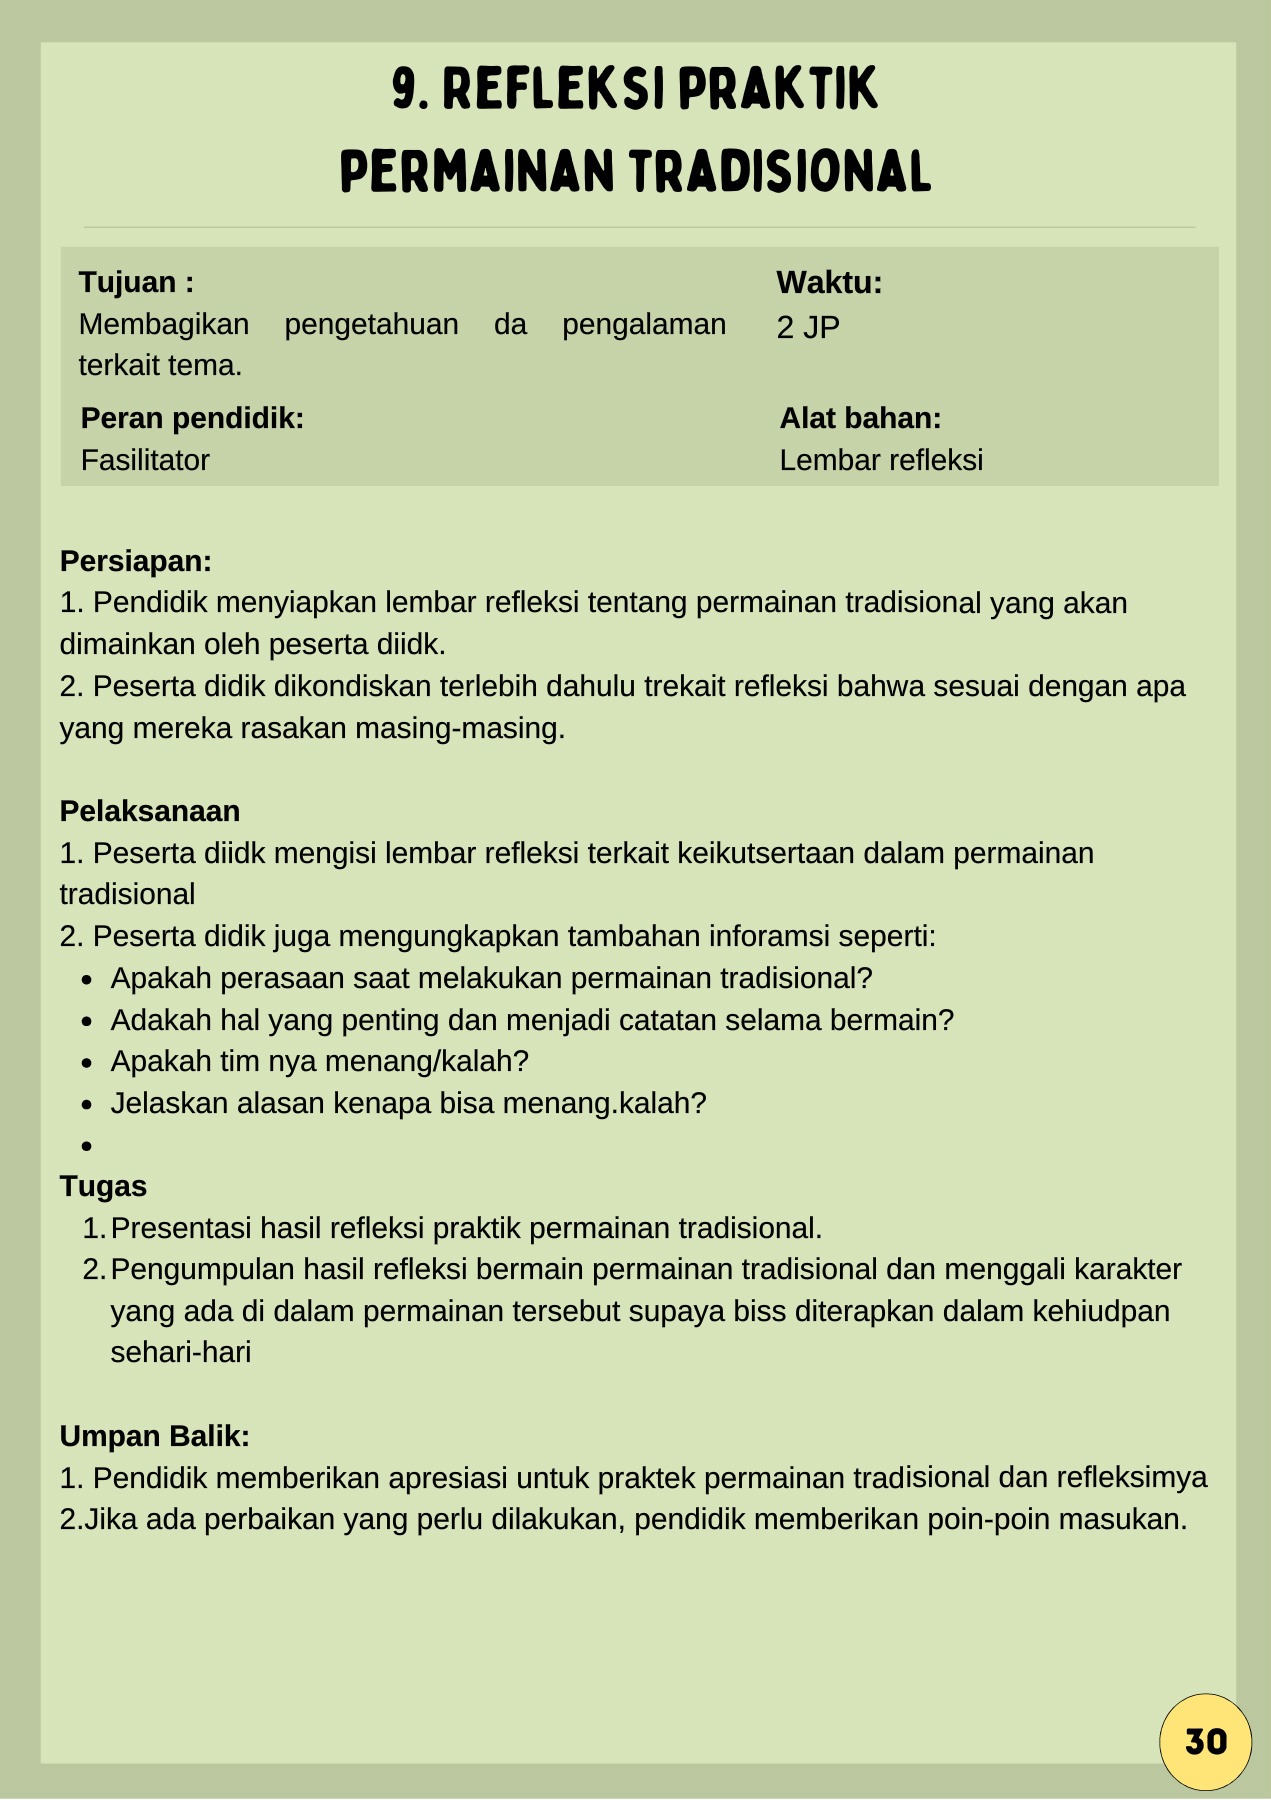 9. REFLEKSI PRAKTIK
PERMAINAN TRADISIONAL
Tujuan :
Membagikan pengetahuan da pengalaman
terkait tema.
Waktu:
2 JP
Peran pendidik:
Fasilitator
Alat bahan:
Lembar refleksi
Persiapan:
1. Pendidik menyiapkan lembar refleksi tentang permainan tradisional yang akan
dimainkan oleh peserta diidk.
2. Peserta didik dikondiskan terlebih dahulu trekait refleksi bahwa sesuai dengan apa
yang mereka rasakan masing-masing.
Pelaksanaan
1. Peserta diidk mengisi lembar refleksi terkait keikutsertaan dalam permainan
tradisional
2. Peserta didik juga mengungkapkan tambahan inforamsi seperti:
• Apakah perasaan saat melakukan permainan tradisional?
• Adakah hal yang penting dan menjadi catatan selama bermain?
• Apakah tim nya menang/kalah?
• Jelaskan alasan kenapa bisa menang.kalah?
•
Tugas
1. Presentasi hasil refleksi praktik permainan tradisional.
2. Pengumpulan hasil refleksi bermain permainan tradisional dan menggali karakter
yang ada di dalam permainan tersebut supaya biss diterapkan dalam kehiudpan
sehari-hari
Umpan Balik:
1. Pendidik memberikan apresiasi untuk praktek permainan tradisional dan refleksimya
2.Jika ada perbaikan yang perlu dilakukan, pendidik memberikan poin-poin masukan.
30